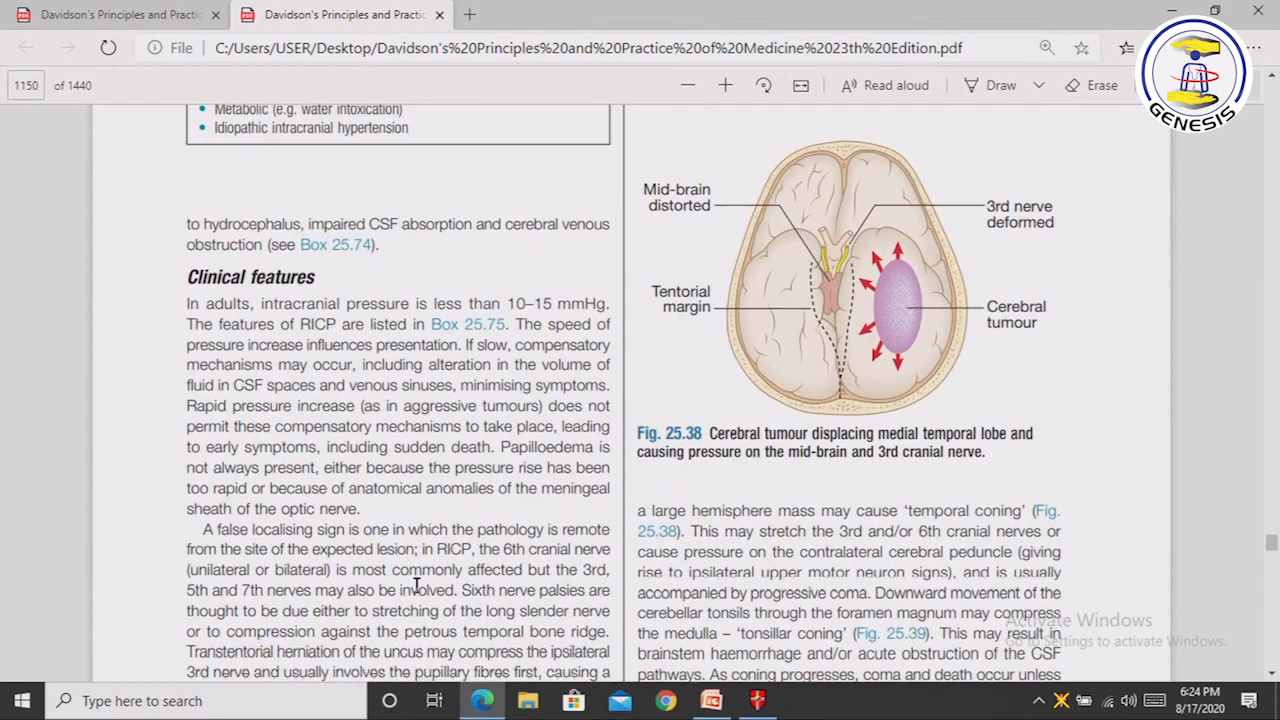 Davidson's Principles and Practic
Davidson's Principles and Practic
File
C:/Users/USER/Desktop/Davidson's%20Principles%20and%20Practice%20of%20Medicine%2023th%20Edition.pdf
1150 of 1440
Read aloud
Draw
Erase
GENESIS
• Metabolic (e.g. water intoxication)
• Idiopathic intracranial hypertension
to hydrocephalus, impaired CSF absorption and cerebral venous
obstruction (see Box 25.74).
Clinical features
In adults, intracranial pressure is less than 10–15 mmHg.
The features of RICP are listed in Box 25.75. The speed of
pressure increase influences presentation. If slow, compensatory
mechanisms may occur, including alteration in the volume of
fluid in CSF spaces and venous sinuses, minimising symptoms.
Rapid pressure increase (as in aggressive tumours) does not
permit these compensatory mechanisms to take place, leading
to early symptoms, including sudden death. Papilloedema is
not always present, either because the pressure rise has been
too rapid or because of anatomical anomalies of the meningeal
sheath of the optic nerve.
A false localising sign is one in which the pathology is remote
from the site of the expected lesion; in RICP, the 6th cranial nerve
(unilateral or bilateral) is most commonly affected but the 3rd,
5th and 7th nerves may also be involved. Sixth nerve palsies are
thought to be due either to stretching of the long slender nerve
or to compression against the petrous temporal bone ridge.
Transtentorial herniation of the uncus may compress the ipsilateral
3rd nerve and usually involves the pupillary fibres first, causing a
Mid-brain
distorted
3rd nerve
deformed
Tentorial
margin
Cerebral
tumour
Fig. 25.38 Cerebral tumour displacing medial temporal lobe and
causing pressure on the mid-brain and 3rd cranial nerve.
a large hemisphere mass may cause 'temporal coning' (Fig.
25.38). This may stretch the 3rd and/or 6th cranial nerves or
cause pressure on the contralateral cerebral peduncle (giving
rise to ipsilateral upper motor neuron signs), and is usually
accompanied by progressive coma. Downward movement of the
cerebellar tonsils through the foramen magnum may compress
the medulla – 'tonsillar coning' (Fig. 25.39). This may result in
brainstem haemorrhage and/or acute obstruction of the CSF
pathways. As coning progresses, coma and death occur unless
Activate Windows
Go to Settings to activate Windows.
Type here to search
6:24 PM
8/17/2020